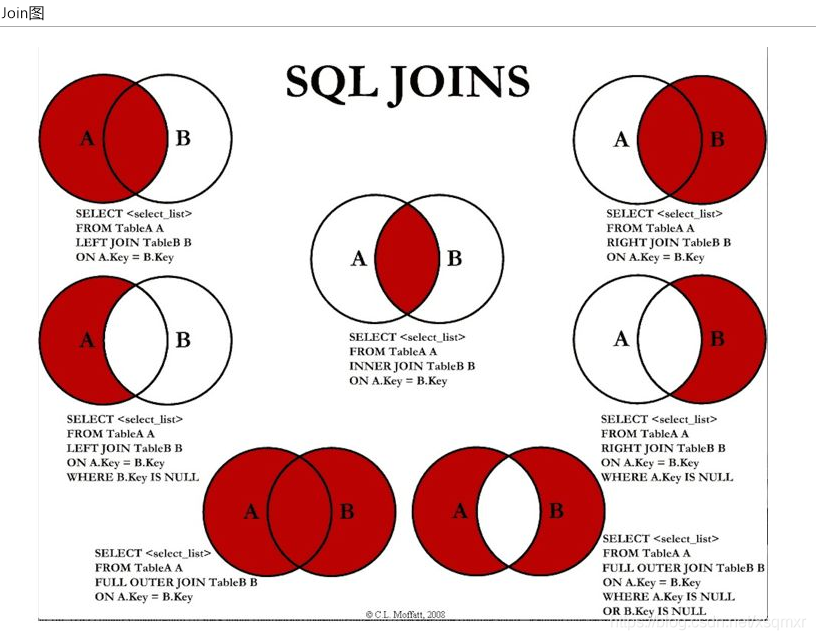 Join图
SQL JOINS
A
B
SELECT <select_list>
FROM TableA A
LEFT JOIN TableB B
ON A.Key = B.Key
A
B
SELECT <select_list>
FROM TableA A
RIGHT JOIN TableB B
ON A.Key = B.Key
A
B
SELECT <select_list>
FROM TableA A
INNER JOIN TableB B
ON A.Key = B.Key
A
B
SELECT <select_list>
FROM TableA A
LEFT JOIN TableB B
ON A.Key = B.Key
WHERE B.Key IS NULL
A
B
SELECT <select_list>
FROM TableA A
RIGHT JOIN TableB B
ON A.Key = B.Key
WHERE A.Key IS NULL
A
B
SELECT <select_list>
FROM TableA A
FULL OUTER JOIN TableB B
ON A.Key = B.Key
A
B
SELECT <select_list>
FROM TableA A
FULL OUTER JOIN TableB B
ON A.Key = B.Key
WHERE A.Key IS NULL
OR B.Key IS NULL
© C.L. Moffatt, 2008
https://blog.csdn.net/xsqmxr